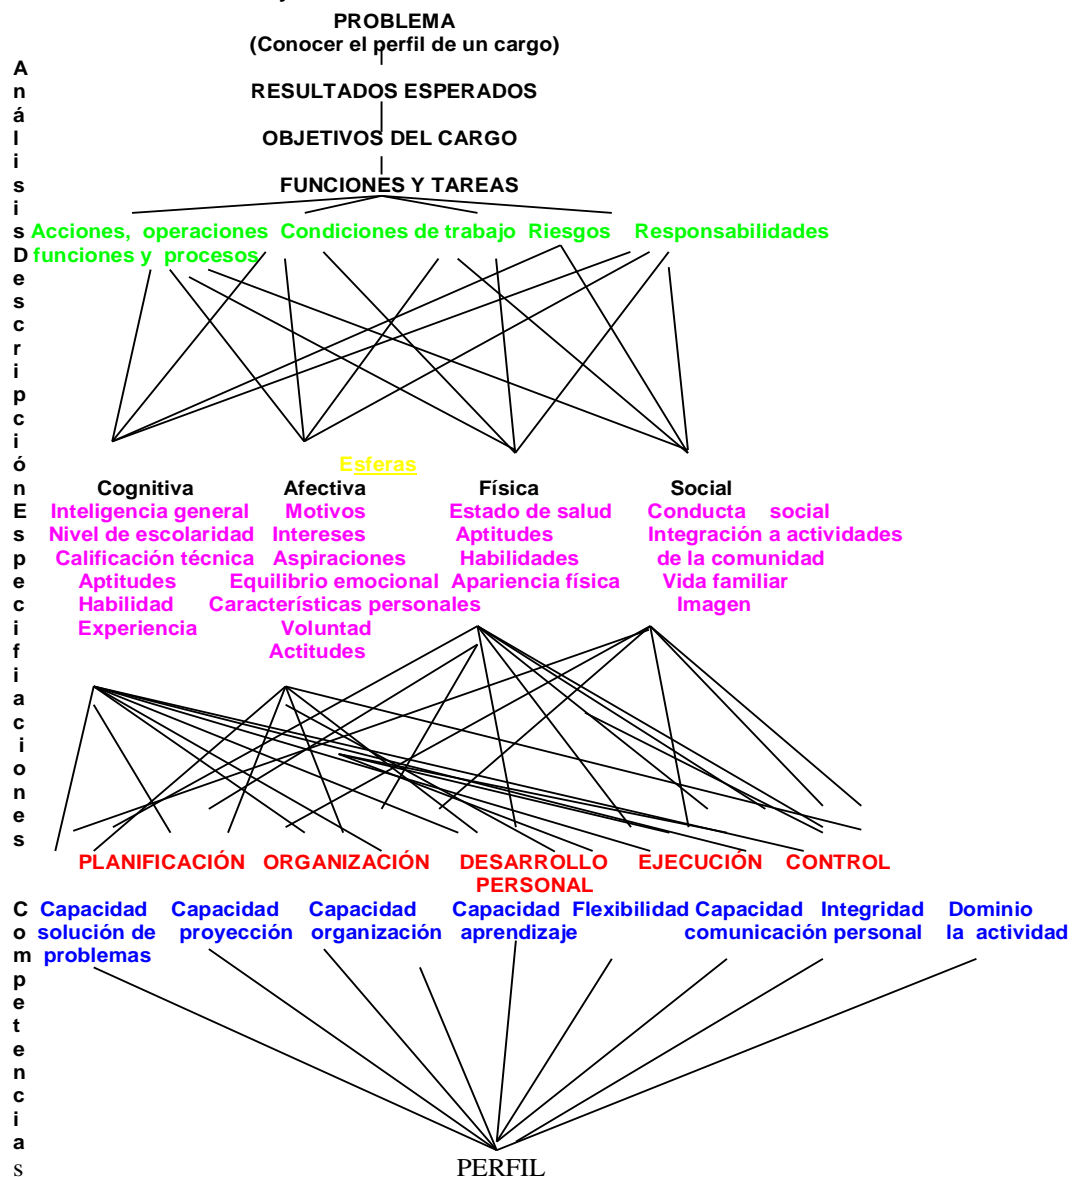 PROBLEMA
(Conocer el perfil de un cargo)
RESULTADOS ESPERADOS
OBJETIVOS DEL CARGO
FUNCIONES Y TAREAS
Acciones, operaciones Condiciones de trabajo Riesgos Responsabilidades
funciones y procesos
Esferas
Cognitiva Afectiva Física Social
Inteligencia general Motivos Estado de salud Conducta social
Nivel de escolaridad Intereses Aptitudes Integración a actividades
Calificación técnica Aspiraciones Habilidades de la comunidad
Aptitudes Equilibrio emocional Apariencia física Vida familiar
Habilidad Características personales Imagen
Experiencia Voluntad
Actitudes
PLANIFICACIÓN ORGANIZACIÓN DESARROLLO EJECUCIÓN CONTROL
PERSONAL
Capacidad Capacidad Capacidad Capacidad Flexibilidad Capacidad Integridad Dominio
solución de proyección organización aprendizaje comunicación personal la actividad
problemas
PERFIL
Análisis
Descripción
Especifiaciones
Competencias